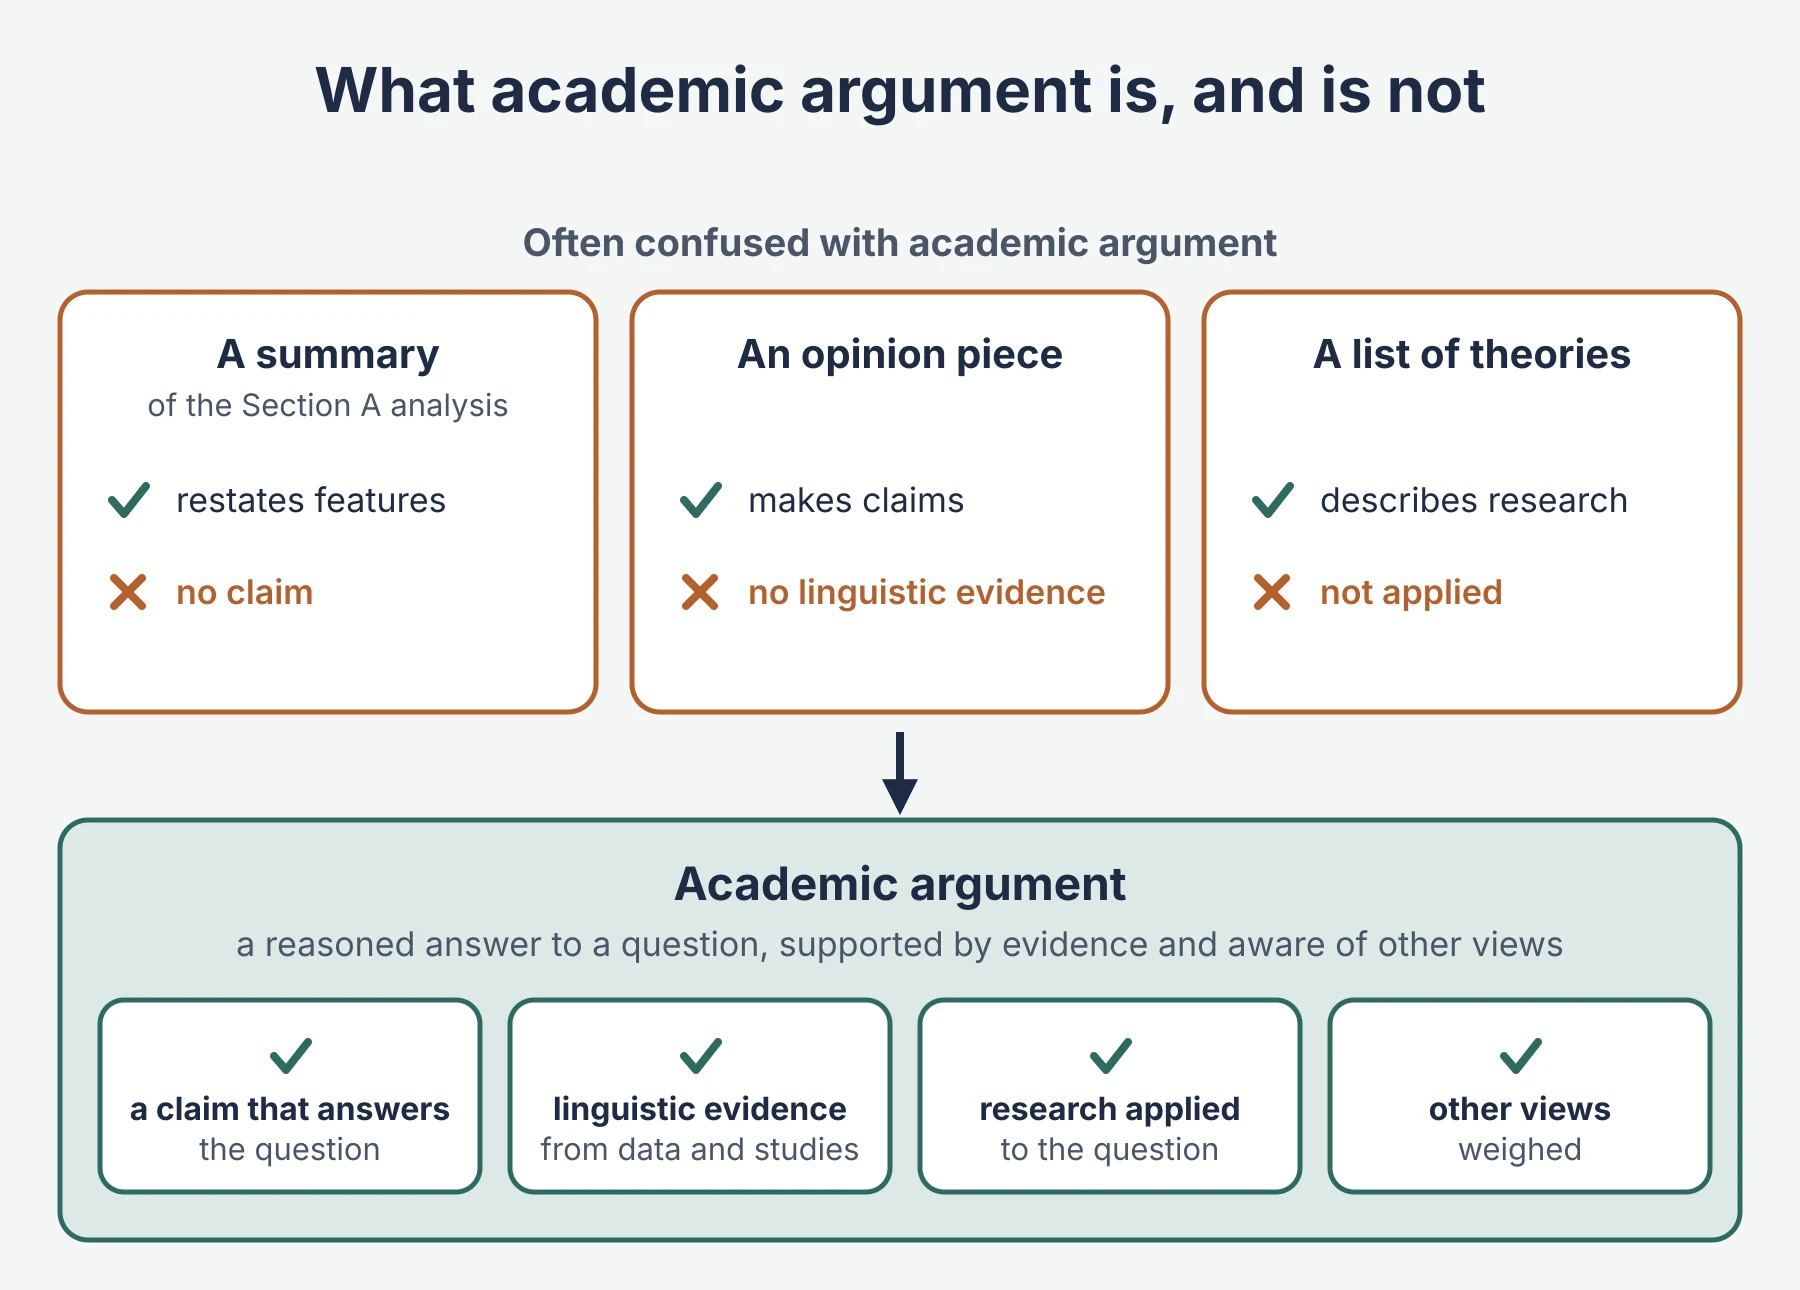 What academic argument is, and is not
Often confused with academic argument
A summary
of the Section A analysis
restates features
no claim
An opinion piece
makes claims
no linguistic evidence
A list of theories
describes research
not applied
Academic argument
a reasoned answer to a question, supported by evidence and aware of other views
a claim that answers
the question
linguistic evidence
from data and studies
research applied
to the question
other views
weighed